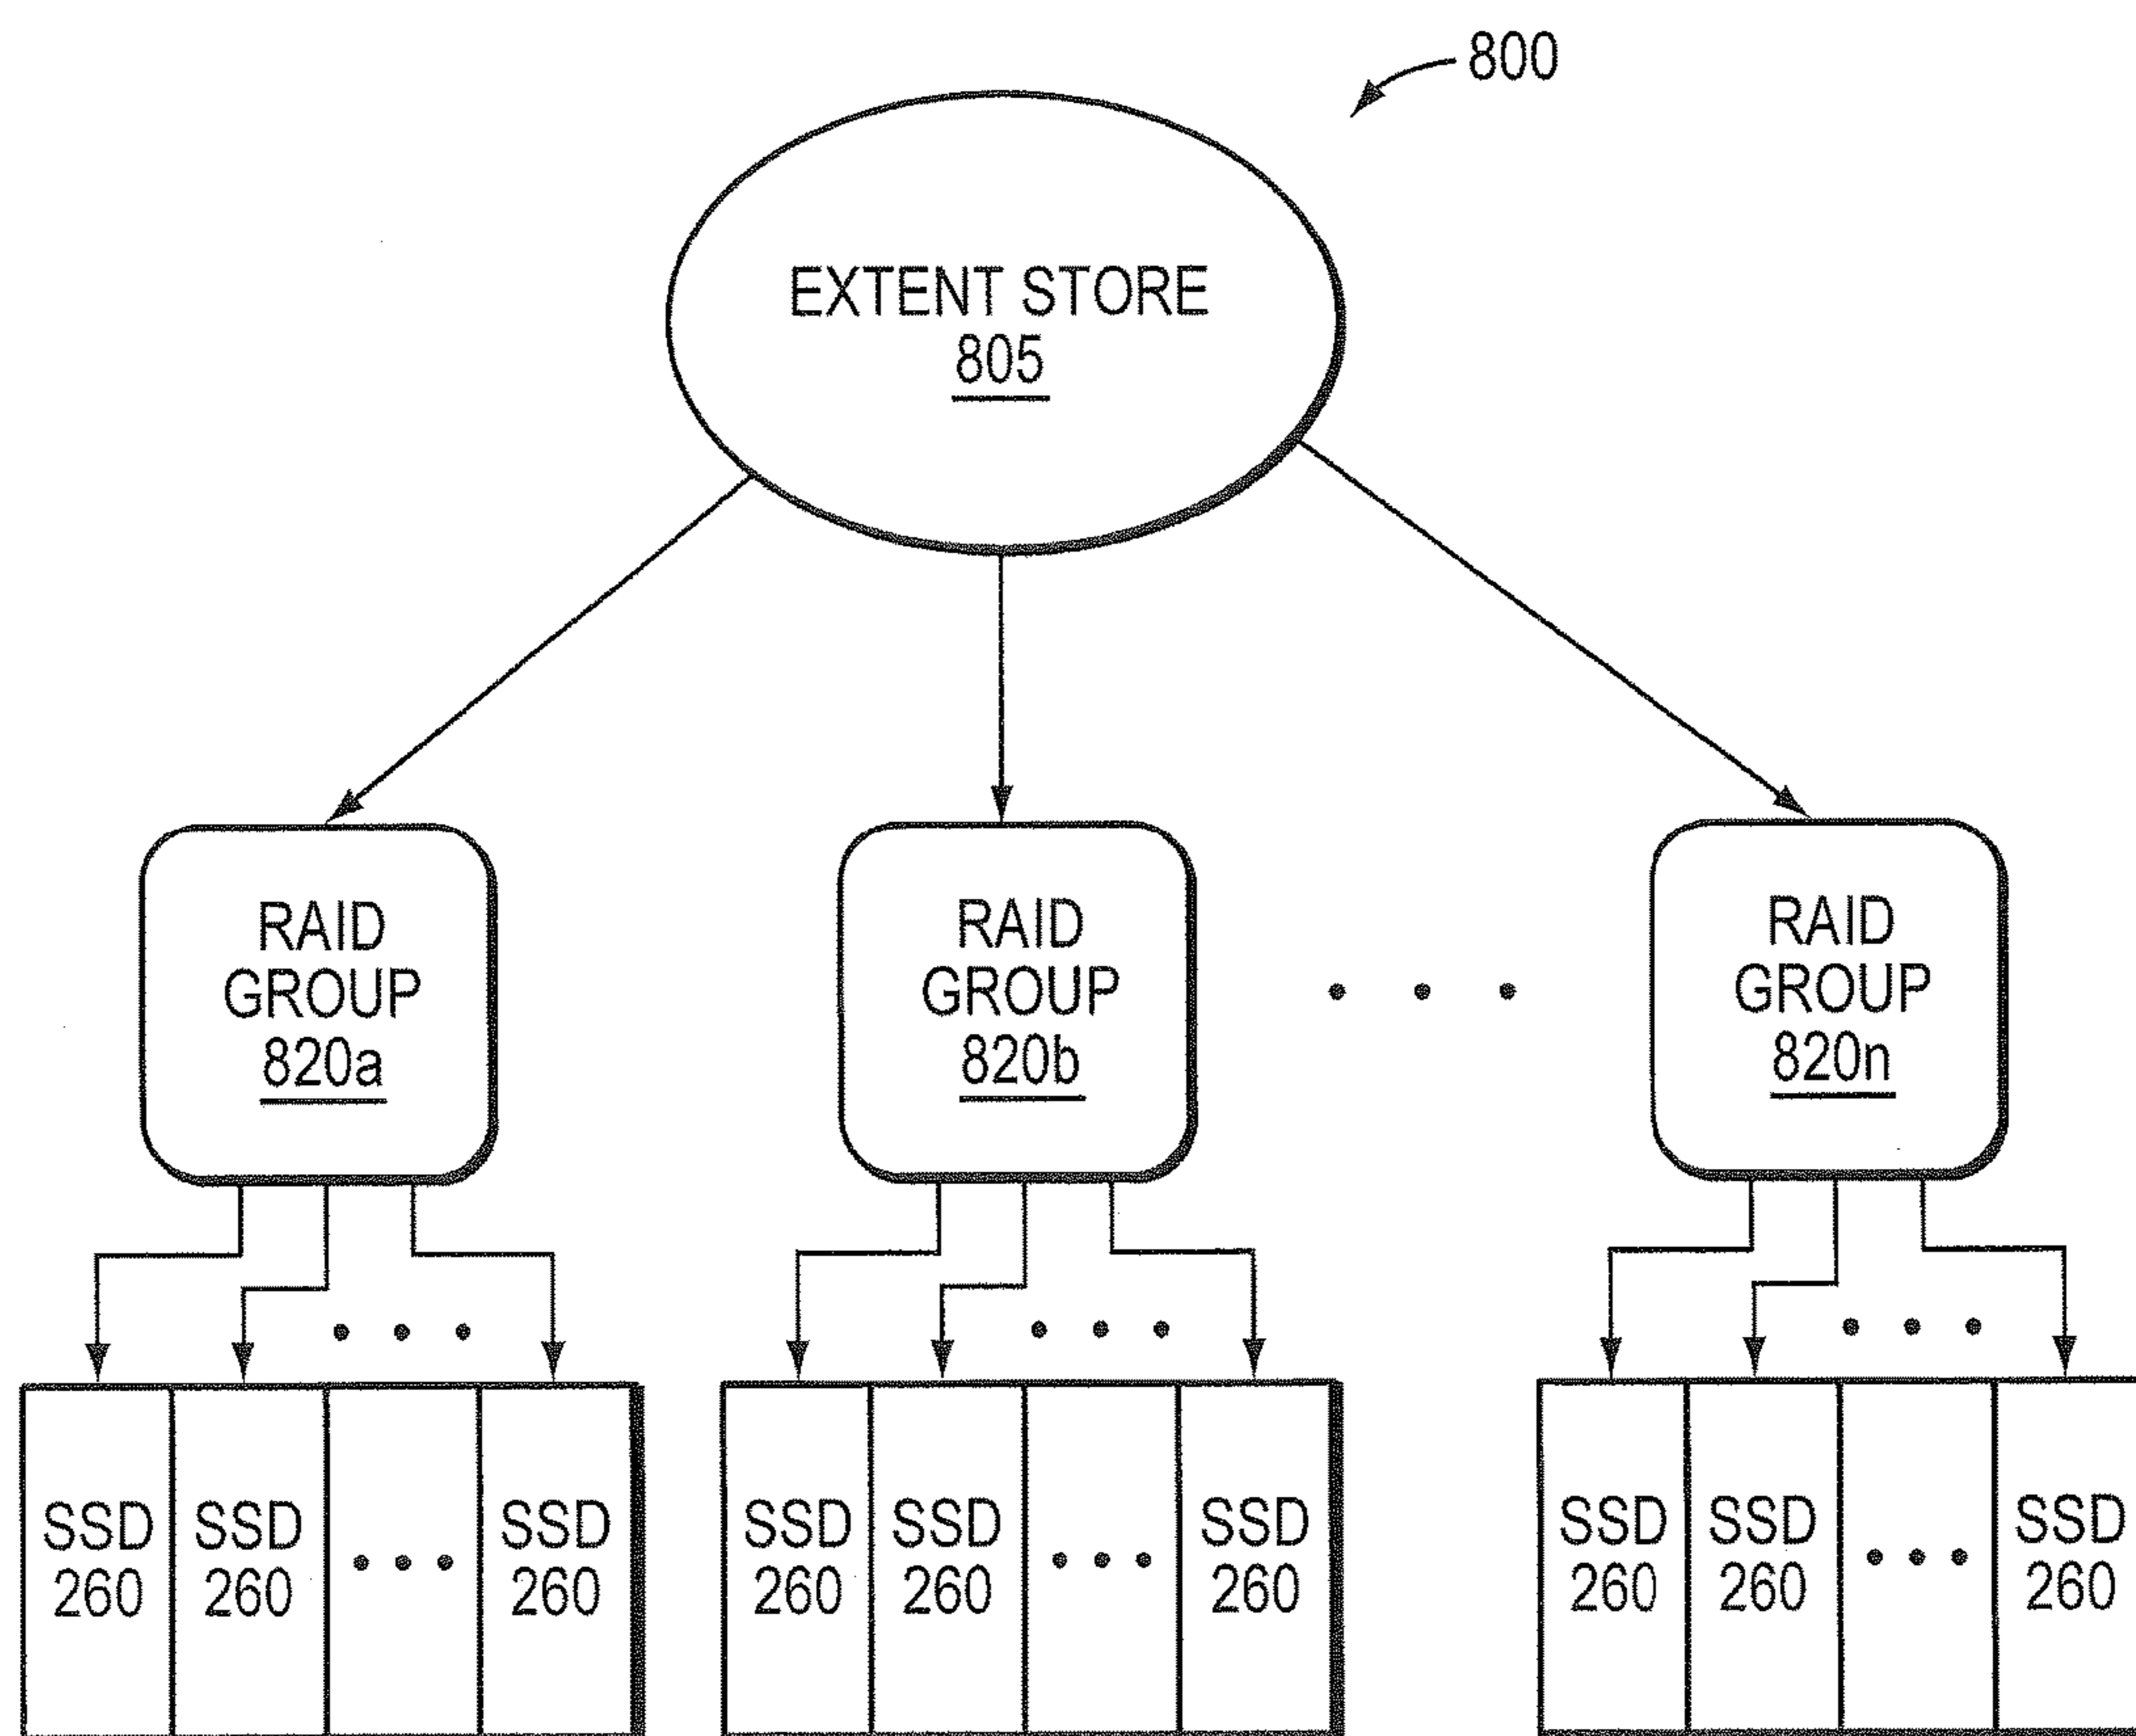 800
EXTENT STORE
805
RAID
GROUP
820a
RAID
GROUP
820b
• • •
RAID
GROUP
820n
• • •
• • •
• • •
SSD
260
SSD
260
• • •
SSD
260
SSD
260
SSD
260
• • •
SSD
260
SSD
260
SSD
260
• • •
SSD
260